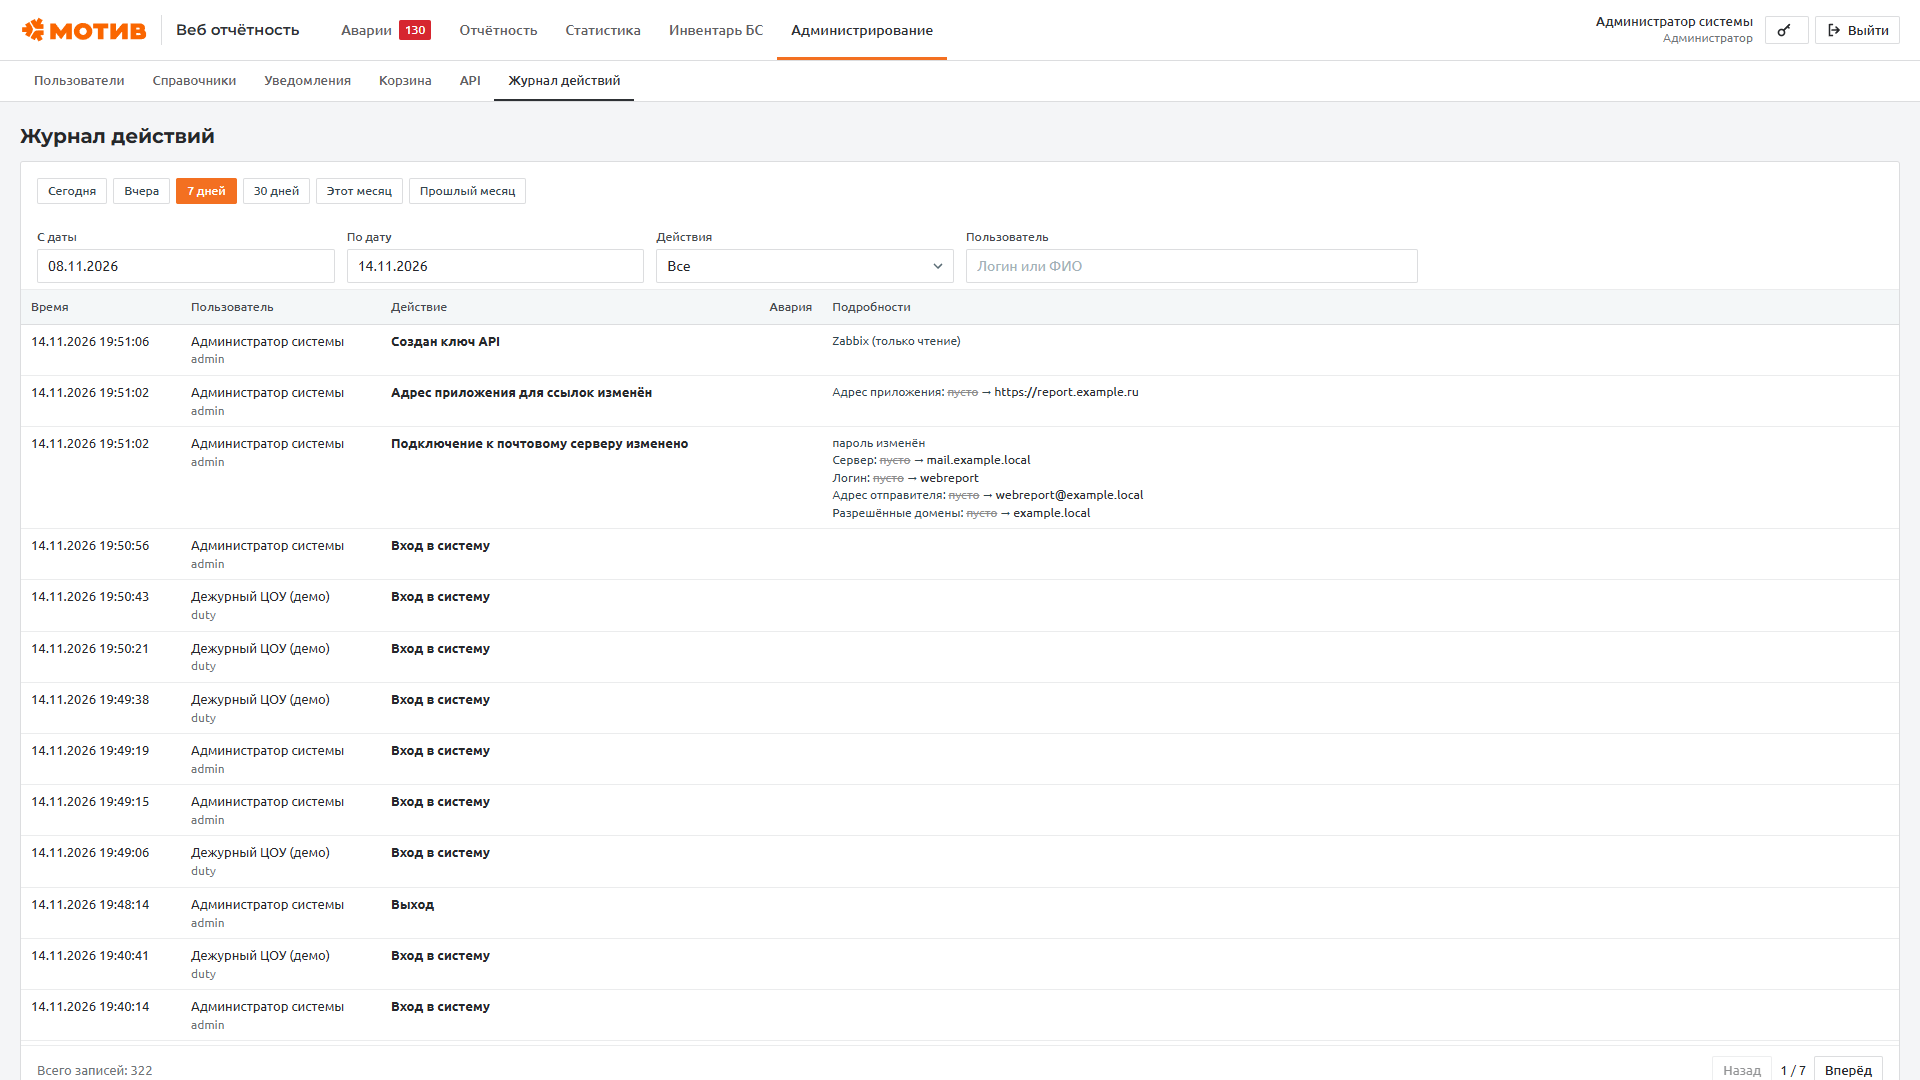 МОТИВ
Веб отчётность
Аварии 130
Отчётность
Статистика
Инвентарь БС
Администрирование
Администратор системы
Администратор
Выйти
Пользователи
Справочники
Уведомления
Корзина
API
Журнал действий
Журнал действий
Сегодня
Вчера
7 дней
30 дней
Этот месяц
Прошлый месяц
С даты
По дату
Действия
Пользователь
08.11.2026
14.11.2026
Все
Логин или ФИО
Время Пользователь Действие Авария Подробности
14.11.2026 19:51:06 Администратор системы Создан ключ API Zabbix (только чтение)
admin
14.11.2026 19:51:02 Администратор системы Адрес приложения для ссылок изменён Адрес приложения: пусто → https://report.example.ru
admin
14.11.2026 19:51:02 Администратор системы Подключение к почтовому серверу изменено пароль изменён
admin Сервер: пусто → mail.example.local
Логин: пусто → webreport
Адрес отправителя: пусто → webreport@example.local
Разрешённые домены: пусто → example.local
14.11.2026 19:50:56 Администратор системы Вход в систему
admin
14.11.2026 19:50:43 Дежурный ЦОУ (демо) Вход в систему
duty
14.11.2026 19:50:21 Дежурный ЦОУ (демо) Вход в систему
duty
14.11.2026 19:49:38 Дежурный ЦОУ (демо) Вход в систему
duty
14.11.2026 19:49:19 Администратор системы Вход в систему
admin
14.11.2026 19:49:15 Администратор системы Вход в систему
admin
14.11.2026 19:49:06 Дежурный ЦОУ (демо) Вход в систему
duty
14.11.2026 19:48:14 Администратор системы Выход
admin
14.11.2026 19:40:41 Дежурный ЦОУ (демо) Вход в систему
duty
14.11.2026 19:40:14 Администратор системы Вход в систему
admin
Всего записей: 322
Назад
1 / 7
Вперёд